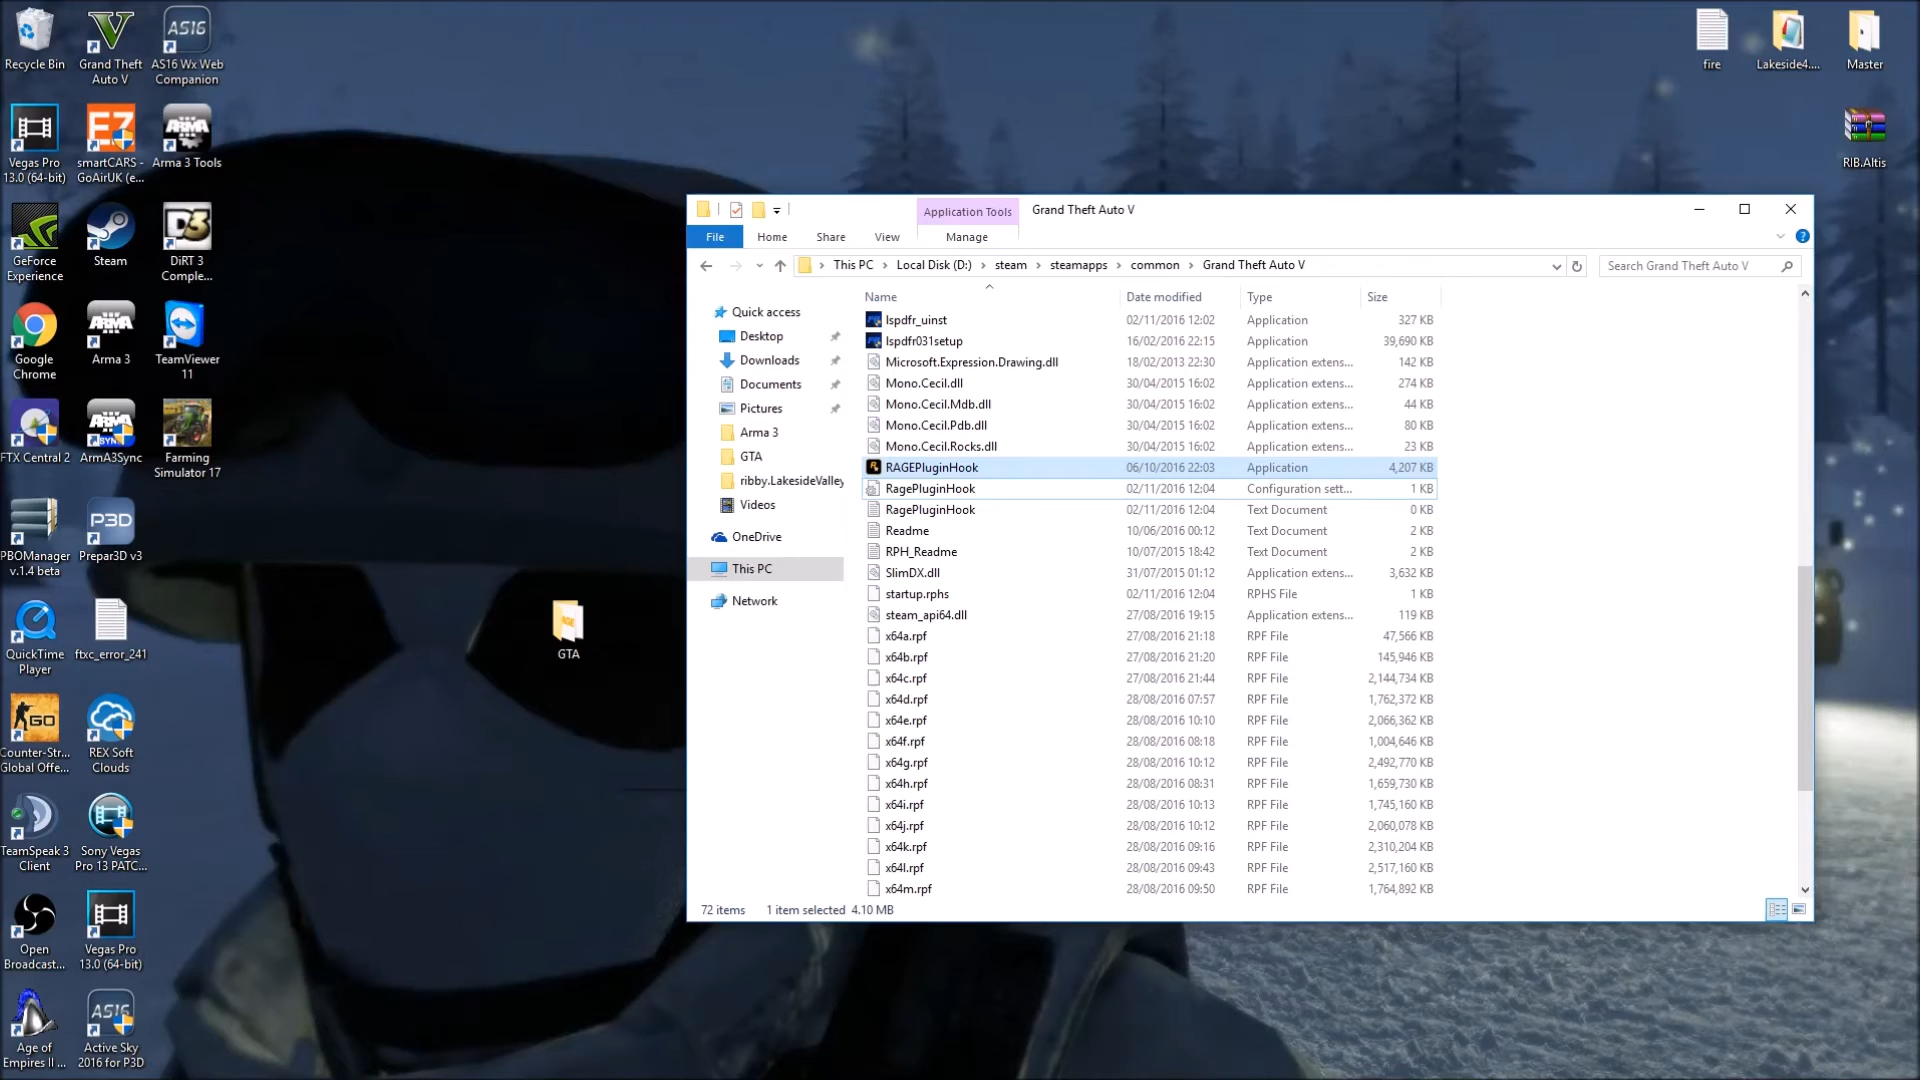 Recycle Bin
Grand Theft
Auto V
AS16
AS16 Wx Web
Companion
Vegas Pro
13.0 (64-bit)
smartCARS -
GoAirUK (e...
ARMA
Arma 3 Tools
GeForce
Experience
Steam
D3
DiRT 3
Comple...
Google
Chrome
ARMA
Arma 3
TeamViewer
11
FTX Central 2
ARMA
SYNC
ArmA3Sync
Farming
Simulator 17
PBOManager
v.1.4 beta
P3D
Prepar3D v3
QuickTime
Player
ftxc_error_241
GO
Counter-Str...
Global Offe...
REX Soft
Clouds
TeamSpeak 3
Client
Sony Vegas
Pro 13 PATC...
Open
Broadcast...
Vegas Pro
13.0 (64-bit)
Age of
Empires II ...
AS16
Active Sky
2016 for P3D
GTA
fire
Lakeside4....
Master
RIB.Altis
Application Tools
Grand Theft Auto V
File
Home
Share
View
Manage
This PC
Local Disk (D:)
steam
steamapps
common
Grand Theft Auto V
Search Grand Theft Auto V
Quick access
Desktop
Downloads
Documents
Pictures
Arma 3
GTA
ribby.LakesideValley
Videos
OneDrive
This PC
Network
Name Date modified Type Size
lspdfr_uinst 02/11/2016 12:02 Application 327 KB
lspdfr031setup 16/02/2016 22:15 Application 39,690 KB
Microsoft.Expression.Drawing.dll 18/02/2013 22:30 Application extens... 142 KB
Mono.Cecil.dll 30/04/2015 16:02 Application extens... 274 KB
Mono.Cecil.Mdb.dll 30/04/2015 16:02 Application extens... 44 KB
Mono.Cecil.Pdb.dll 30/04/2015 16:02 Application extens... 80 KB
Mono.Cecil.Rocks.dll 30/04/2015 16:02 Application extens... 23 KB
RAGEPluginHook 06/10/2016 22:03 Application 4,207 KB
RagePluginHook 02/11/2016 12:04 Configuration sett... 1 KB
RagePluginHook 02/11/2016 12:04 Text Document 0 KB
Readme 10/06/2016 00:12 Text Document 2 KB
RPH_Readme 10/07/2015 18:42 Text Document 2 KB
SlimDX.dll 31/07/2015 01:12 Application extens... 3,632 KB
startup.rphs 02/11/2016 12:04 RPHS File 1 KB
steam_api64.dll 27/08/2016 19:15 Application extens... 119 KB
x64a.rpf 27/08/2016 21:18 RPF File 47,566 KB
x64b.rpf 27/08/2016 21:20 RPF File 145,946 KB
x64c.rpf 27/08/2016 21:44 RPF File 2,144,734 KB
x64d.rpf 28/08/2016 07:57 RPF File 1,762,372 KB
x64e.rpf 28/08/2016 10:10 RPF File 2,066,362 KB
x64f.rpf 28/08/2016 08:18 RPF File 1,004,646 KB
x64g.rpf 28/08/2016 10:12 RPF File 2,492,770 KB
x64h.rpf 28/08/2016 08:31 RPF File 1,659,730 KB
x64i.rpf 28/08/2016 10:13 RPF File 1,745,160 KB
x64j.rpf 28/08/2016 10:12 RPF File 2,060,078 KB
x64k.rpf 28/08/2016 09:16 RPF File 2,310,204 KB
x64l.rpf 28/08/2016 09:43 RPF File 2,517,160 KB
x64m.rpf 28/08/2016 09:50 RPF File 1,764,892 KB
72 items 1 item selected 4.10 MB